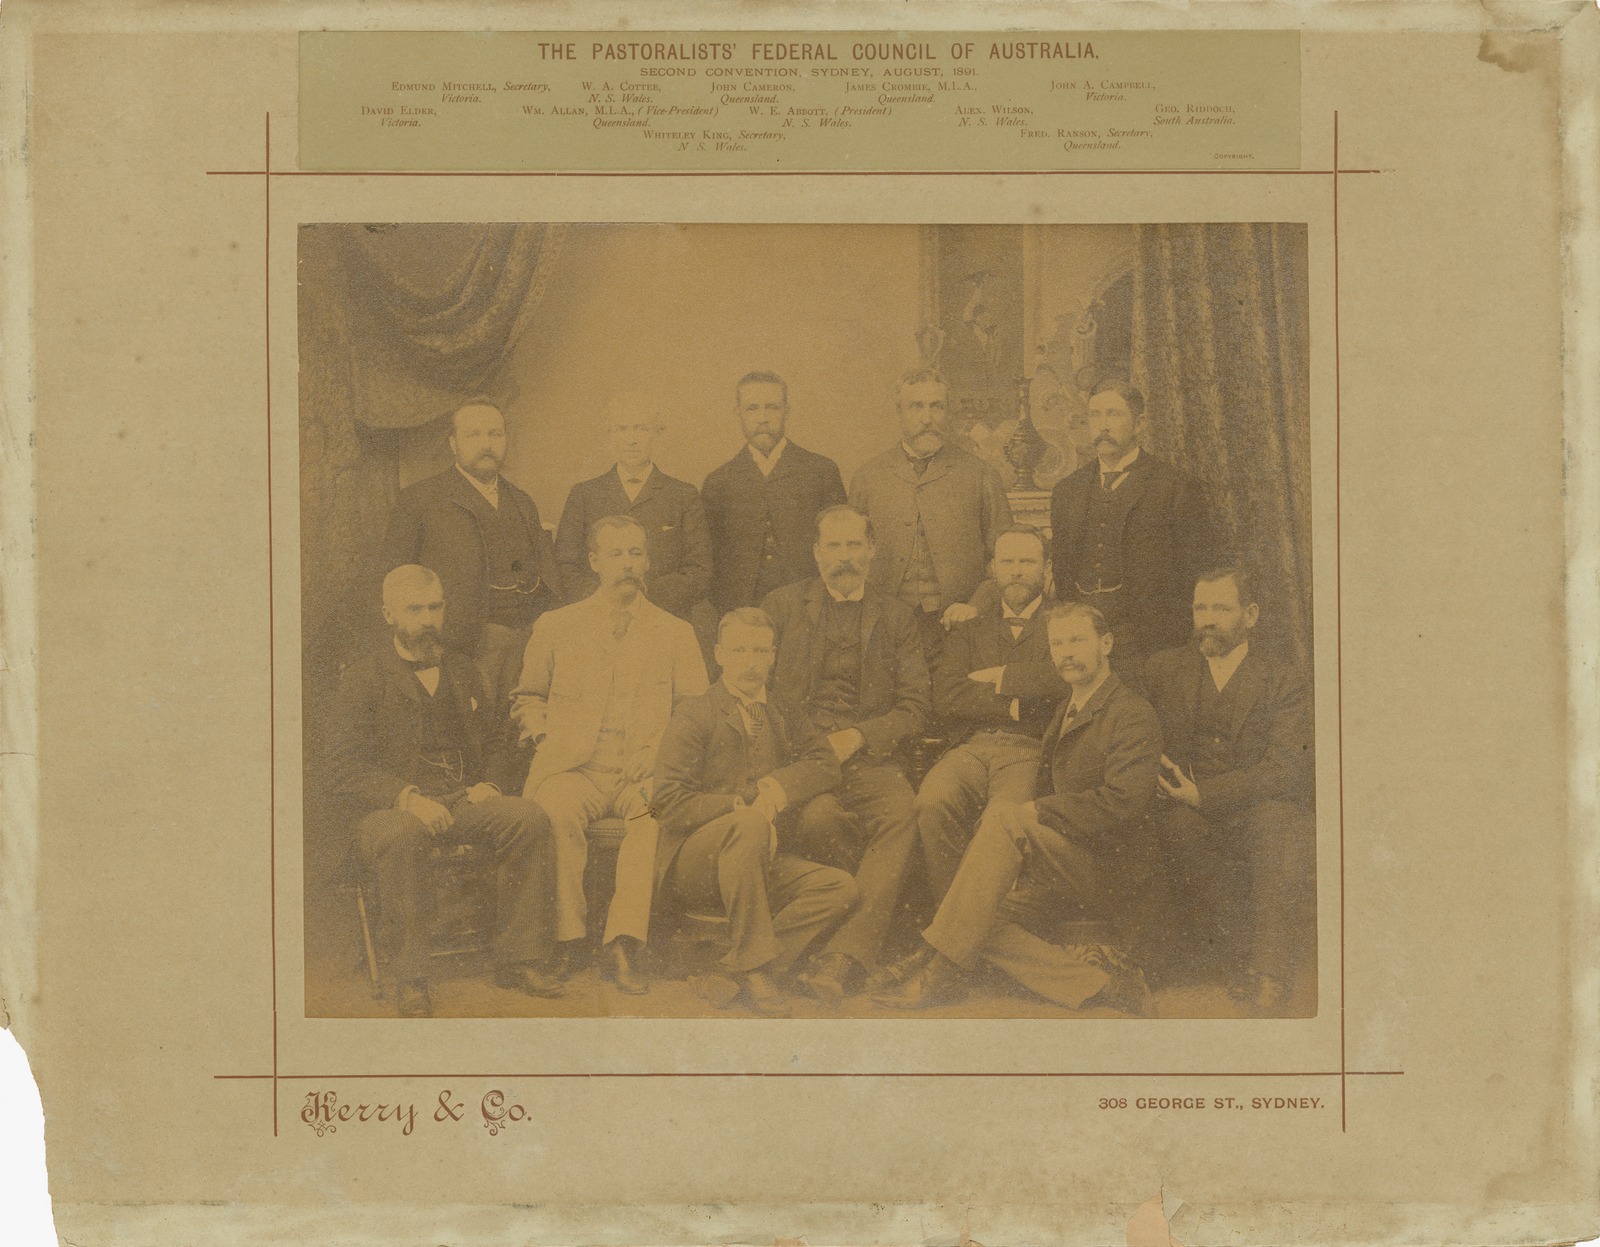 THE PASTORALISTS' FEDERAL COUNCIL OF AUSTRALIA.
SECOND CONVENTION, SYDNEY, AUGUST, 1891.
EDMUND MITCHELL, Secretary, W. A. COTTEE, JOHN CAMERON, JAMES CROMBIE, M.L.A., JOHN A. CAMPBELL,
Victoria. N. S. Wales. Queensland. Queensland. Victoria.
DAVID ELDER, WM. ALLAN, M.L.A., (Vice-President) W. E. ABBOTT, (President) ALEX. WILSON, GEO. RIDDOCH,
Victoria. Queensland. N. S. Wales. N. S. Wales. South Australia.
WHITELEY KING, Secretary, FRED. RANSON, Secretary,
N S. Wales. Queensland.
COPYRIGHT.
Kerry & Co.
308 GEORGE ST., SYDNEY.